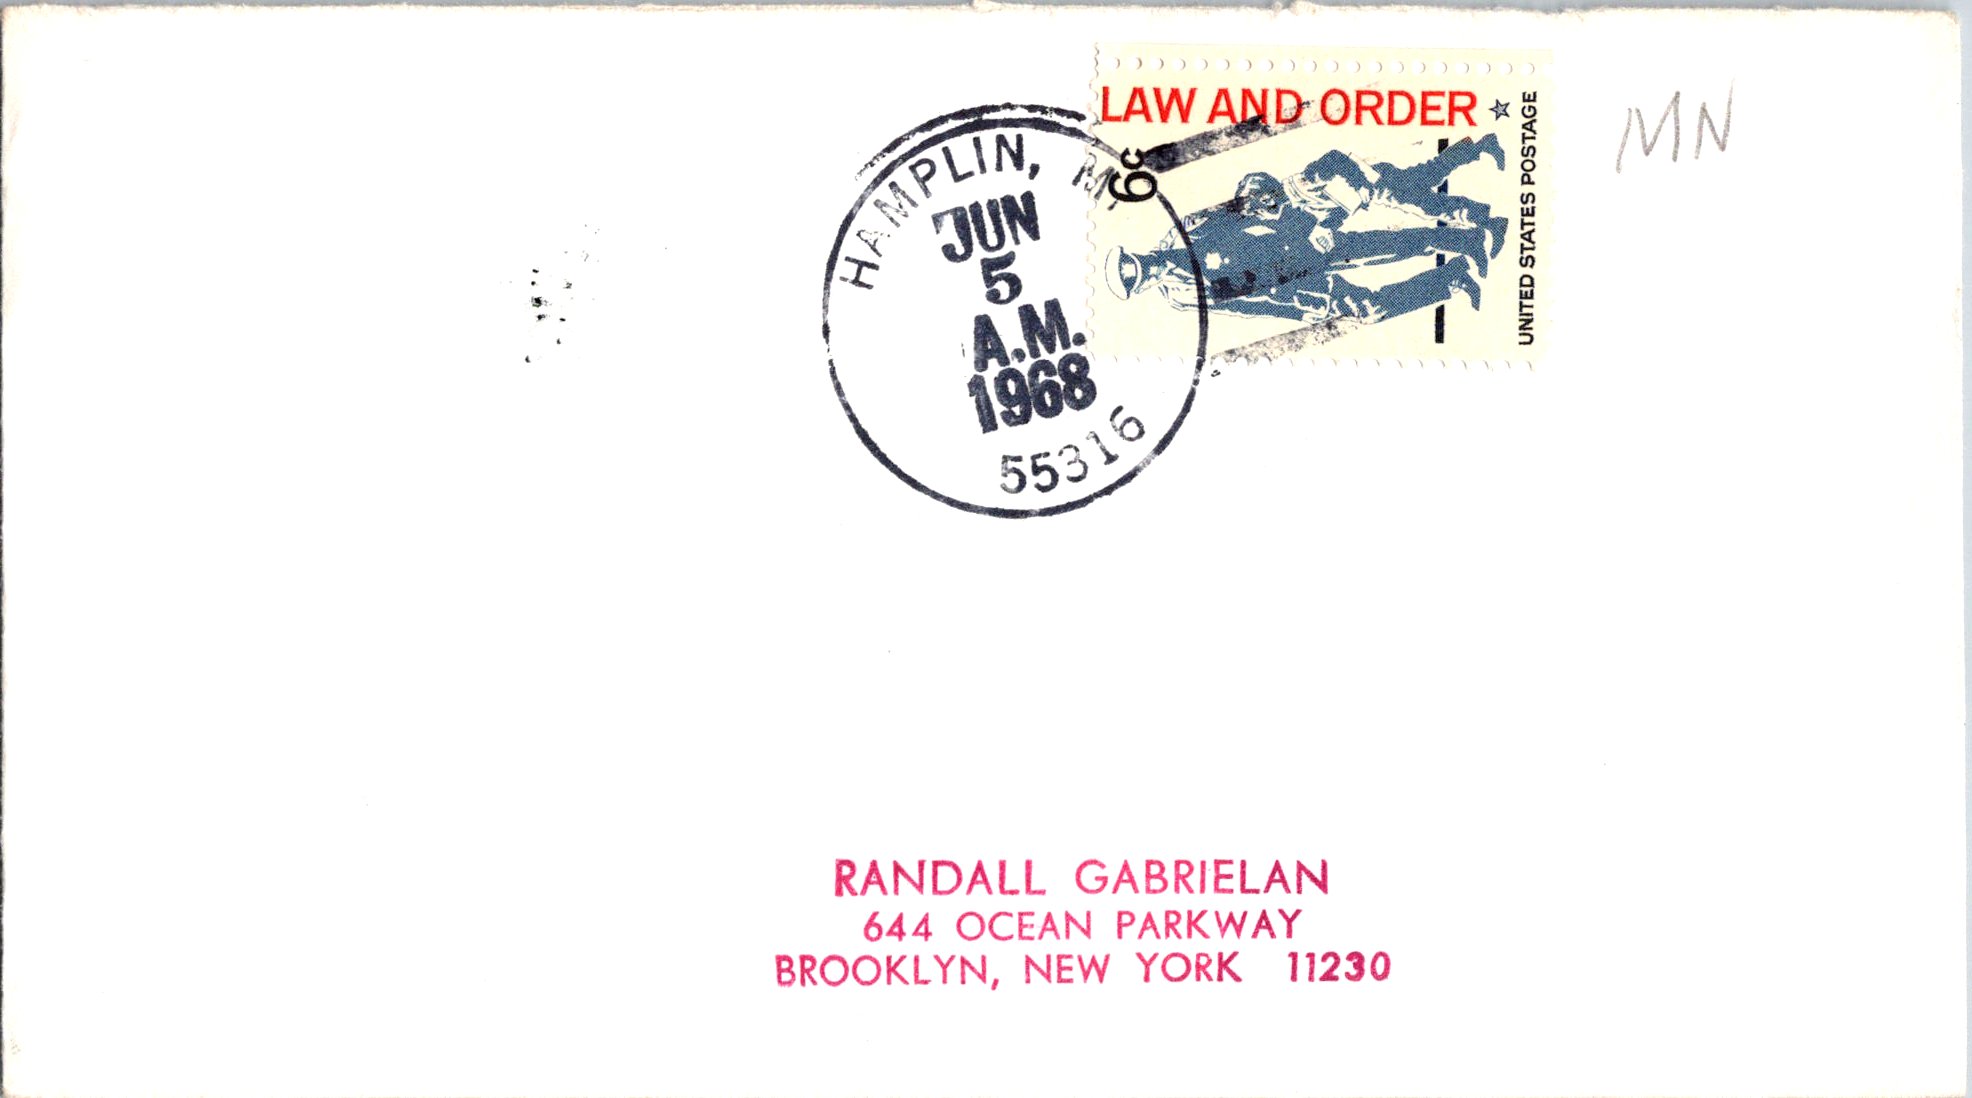 LAW AND ORDER
6c
UNITED STATES POSTAGE
MN
HAMPLIN, M.
JUN
5
A.M.
1968
55316
RANDALL GABRIELAN
644 OCEAN PARKWAY
BROOKLYN, NEW YORK 11230